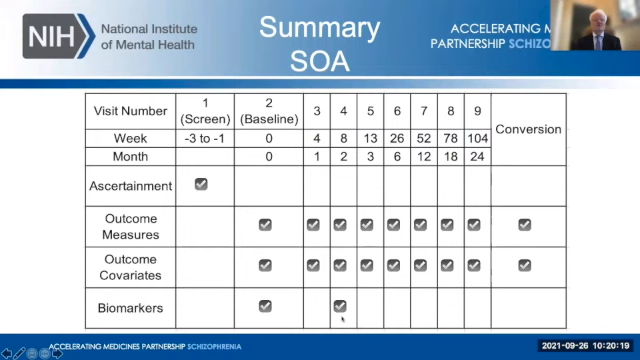 NIH
National Institute
of Mental Health
Summary
SOA
ACCELERATING
PARTNERSHIP SCHIZO
Visit Number 1 (Screen) 2 (Baseline) 3 4 5 6 7 8 9 Conversion
Week -3 to -1 0 4 8 13 26 52 78 104
Month 0 1 2 3 6 12 18 24
Ascertainment
Outcome
Measures
Outcome
Covariates
Biomarkers
ACCELERATING MEDICINES PARTNERSHIP SCHIZOPHRENIA
2021-09-26 10:20:19